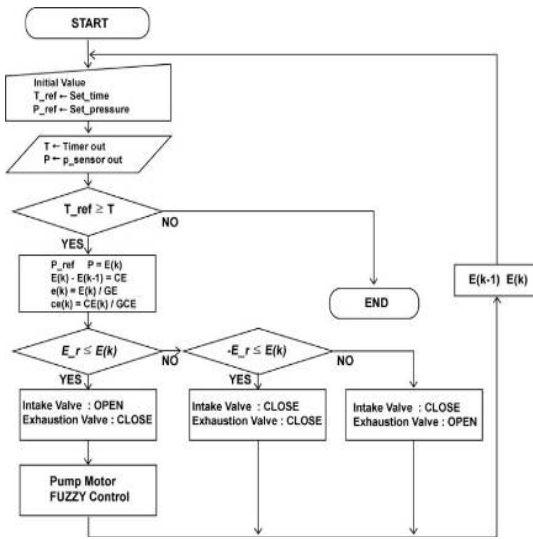 START
Initial Value
T_ref ← Set_time
P_ref ← Set_pressure
T ← Timer out
P ← p_sensor out
T_ref ≥ T
NO
YES
P_ref P = E(k)
E(k) - E(k-1) = CE
e(k) = E(k) / GE
ce(k) = CE(k) / GCE
END
E(k-1) E(k)
E_r ≤ E(k)
NO
YES
-E_r ≤ E(k)
NO
YES
Intake Valve : OPEN
Exhaustion Valve : CLOSE
Intake Valve : CLOSE
Exhaustion Valve : CLOSE
Intake Valve : CLOSE
Exhaustion Valve : OPEN
Pump Motor
FUZZY Control